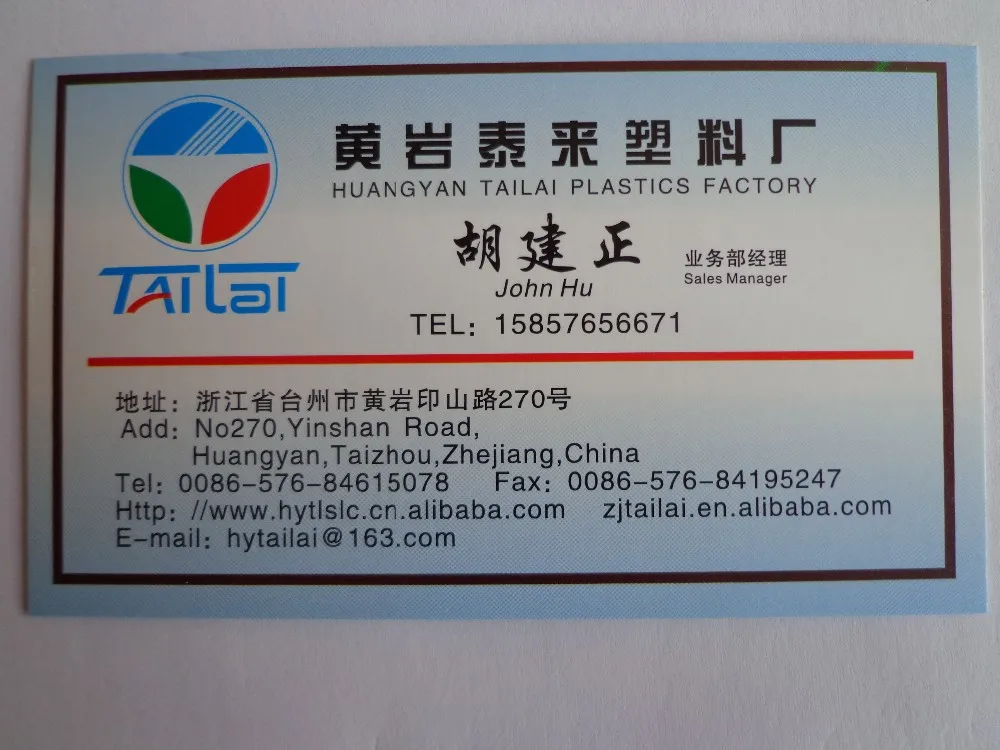 黄岩泰来塑料厂
HUANGYAN TAILAI PLASTICS FACTORY
TAILAI
胡建正 业务部经理
John Hu Sales Manager
TEL：15857656671
地址：浙江省台州市黄岩印山路270号
Add：No270,Yinshan Road,
Huangyan,Taizhou,Zhejiang,China
Tel：0086-576-84615078 Fax：0086-576-84195247
Http：//www.hytlslc.cn.alibaba.com zjtailai.en.alibaba.com
E-mail：hytailai@163.com